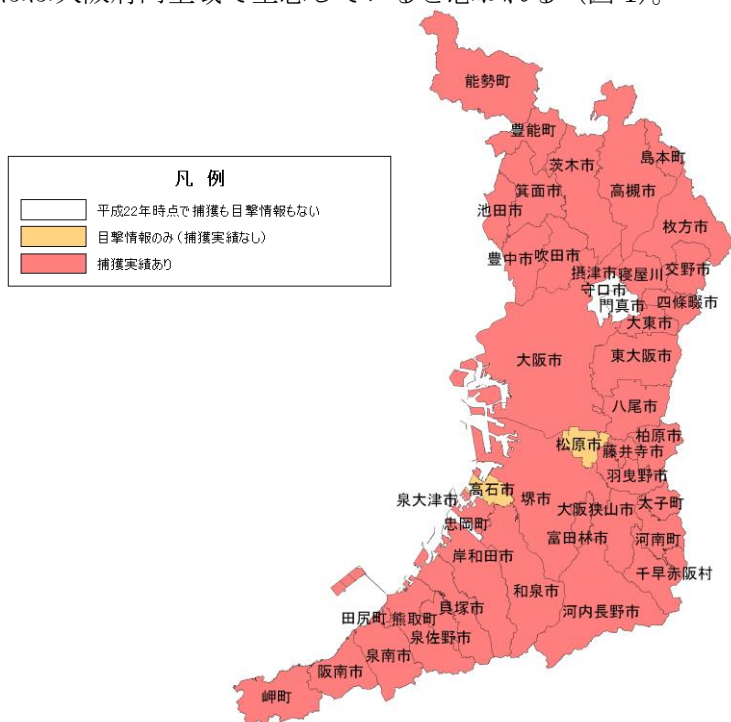 ほぼ大阪府内全域で生息していると思われる（図1）。
凡 例
平成22年時点で捕獲も目撃情報もない
目撃情報のみ（捕獲実績なし）
捕獲実績あり
能勢町
豊能町
茨木市
島本町
箕面市
高槻市
池田市
枚方市
豊中市
吹田市
摂津市
寝屋川
交野市
守口市
門真市
四條畷市
大東市
大阪市
東大阪市
八尾市
松原市
柏原市
藤井寺市
羽曳野市
高石市
泉大津市
堺市
大阪狭山市
太子町
忠岡町
富田林市
河南町
岸和田市
千早赤阪村
和泉市
河内長野市
貝塚市
田尻町
熊取町
泉佐野市
泉南市
阪南市
岬町